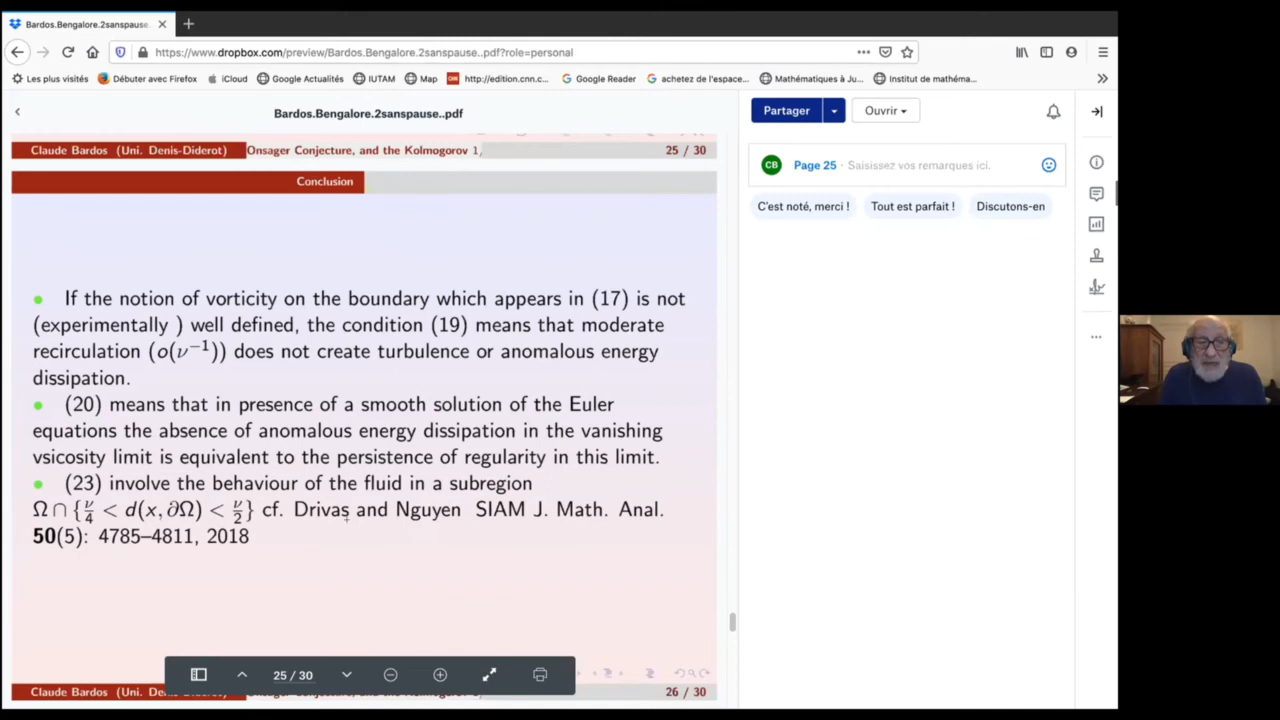 Bardos.Bengalore.2sanspause.
https://www.dropbox.com/preview/Bardos.Bengalore.2sanspause..pdf?role=personal
Les plus visités Débuter avec Firefox iCloud Google Actualités IUTAM Map http://edition.cnn.c... Google Reader achetez de l'espace... Mathématiques à Ju... Institut de mathéma...
Bardos.Bengalore.2sanspause..pdf
Partager Ouvrir
Claude Bardos (Uni. Denis-Diderot) Onsager Conjecture, and the Kolmogorov 1, 25 / 30
CB Page 25 · Saisissez vos remarques ici.
Conclusion
C'est noté, merci ! Tout est parfait ! Discutons-en
• If the notion of vorticity on the boundary which appears in (17) is not
(experimentally ) well defined, the condition (19) means that moderate
recirculation (o(ν⁻¹)) does not create turbulence or anomalous energy
dissipation.
• (20) means that in presence of a smooth solution of the Euler
equations the absence of anomalous energy dissipation in the vanishing
vsicosity limit is equivalent to the persistence of regularity in this limit.
• (23) involve the behaviour of the fluid in a subregion
Ω ∩ {ν/4 < d(x, ∂Ω) < ν/2} cf. Drivas and Nguyen SIAM J. Math. Anal.
50(5): 4785–4811, 2018
25 / 30
Claude Bardos (Uni. Denis-Diderot) Onsager Conjecture, and the Kolmogorov 26 / 30